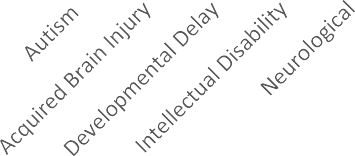 Autism
Acquired Brain Injury
Developmental Delay
Intellectual Disability
Neurological